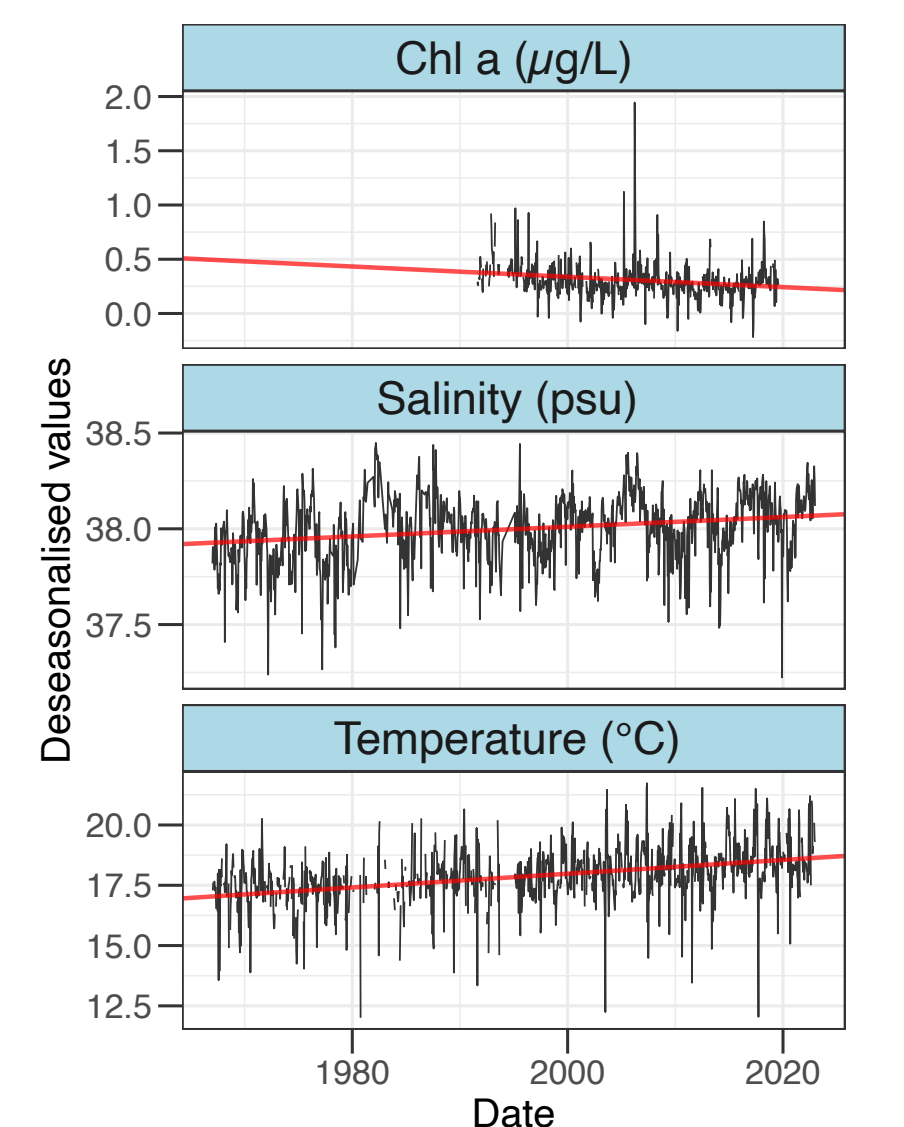 Chl a (µg/L)
2.0
1.5
1.0
0.5
0.0
Deseasonalised values
Salinity (psu)
38.5
38.0
37.5
Temperature (°C)
20.0
17.5
15.0
12.5
1980 2000 2020
Date